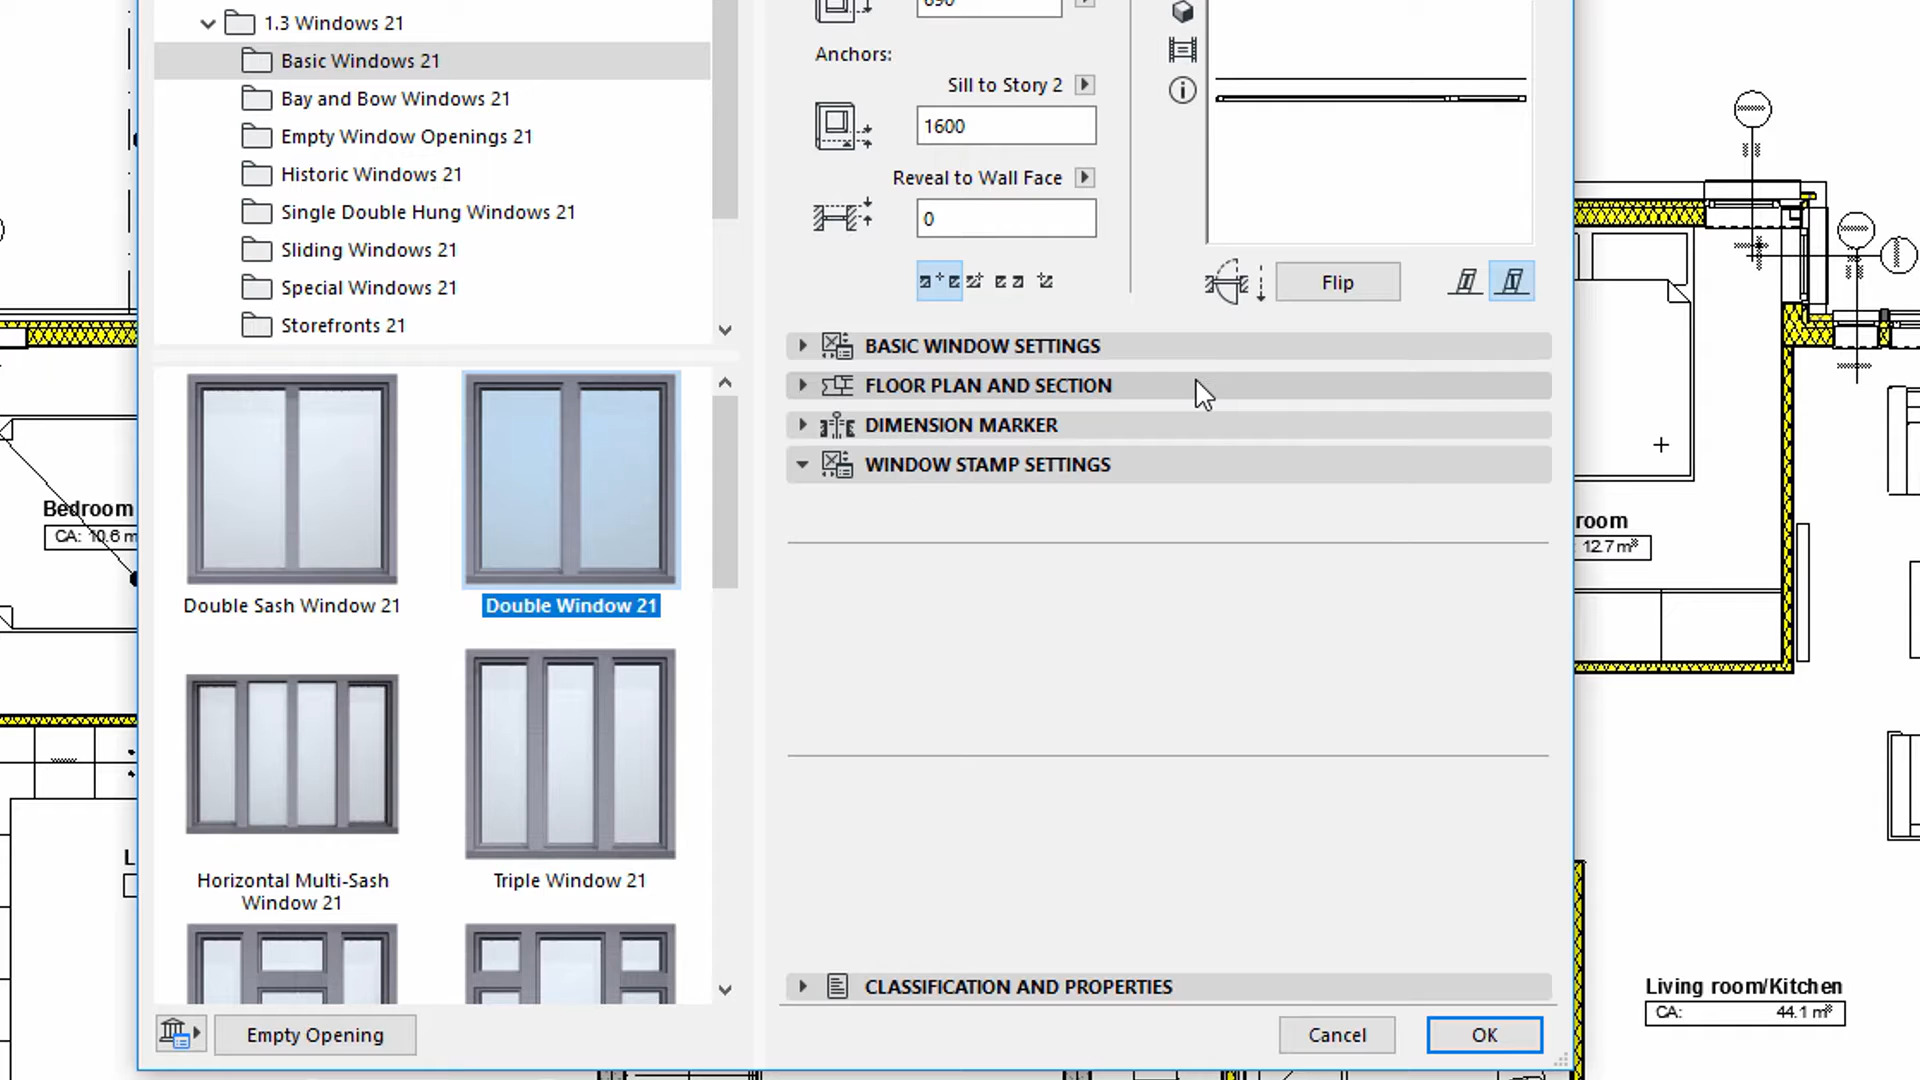 1.3 Windows 21
Basic Windows 21
Bay and Bow Windows 21
Empty Window Openings 21
Historic Windows 21
Single Double Hung Windows 21
Sliding Windows 21
Special Windows 21
Storefronts 21
Double Sash Window 21
Double Window 21
Horizontal Multi-Sash
Window 21
Triple Window 21
Empty Opening
Anchors:
Sill to Story 2
1600
Reveal to Wall Face
0
Flip
BASIC WINDOW SETTINGS
FLOOR PLAN AND SECTION
DIMENSION MARKER
WINDOW STAMP SETTINGS
CLASSIFICATION AND PROPERTIES
Cancel
OK
Bedroom
CA: 10.6 m
room
12.7 m²
Living room/Kitchen
CA: 44.1 m²